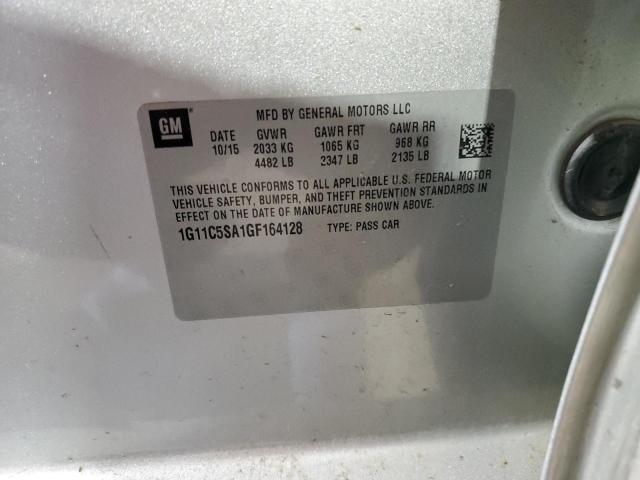 GM
MFD BY GENERAL MOTORS LLC
DATE GVWR GAWR FRT GAWR RR
10/15 2033 KG 1065 KG 968 KG
4482 LB 2347 LB 2135 LB
THIS VEHICLE CONFORMS TO ALL APPLICABLE U.S. FEDERAL MOTOR
VEHICLE SAFETY, BUMPER, AND THEFT PREVENTION STANDARDS IN
EFFECT ON THE DATE OF MANUFACTURE SHOWN ABOVE.
1G11C5SA1GF164128 TYPE: PASS CAR